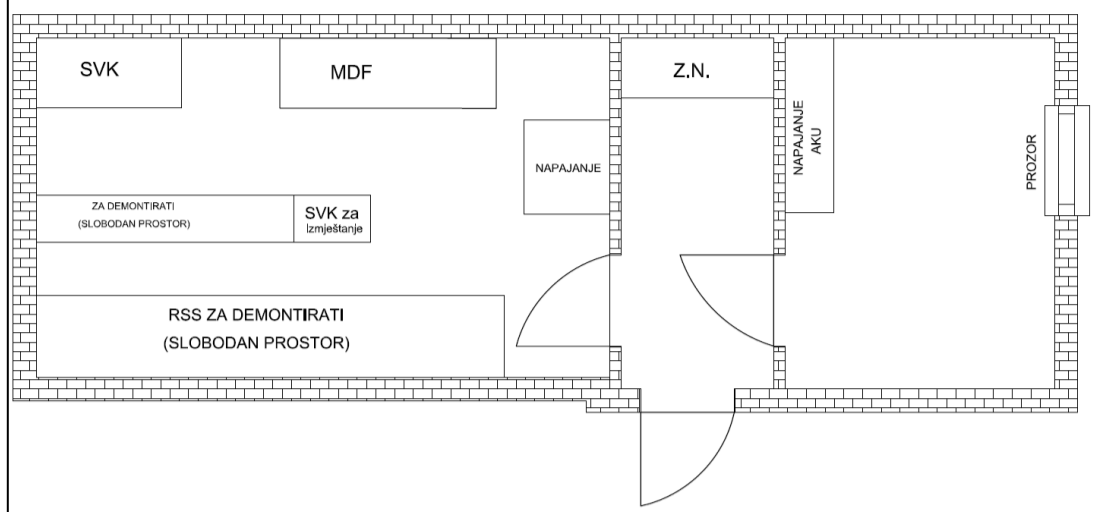 SVK
MDF
Z.N.
NAPAJANJE
AKU
PROZOR
NAPAJANJE
ZA DEMONTIRATI
(SLOBODAN PROSTOR)
SVK za
Izmještanje
RSS ZA DEMONTIRATI
(SLOBODAN PROSTOR)